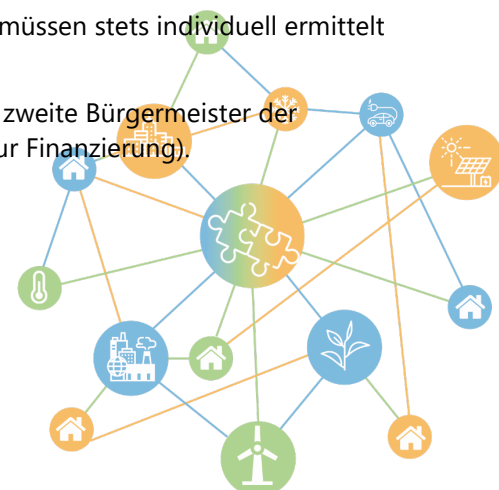 müssen stets individuell ermittelt
zweite Bürgermeister der
ur Finanzierung).